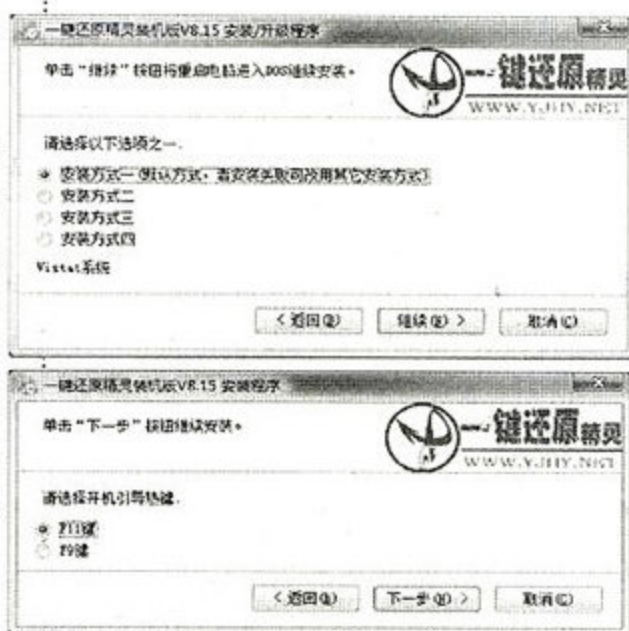 一键还原精灵装机版V8.15 安装/升级程序
单击“继续”按钮将重启电脑进入DOS继续安装。
一键还原精灵
WWW.YJHY.NET
请选择以下选项之一.
安装方式一(默认方式,若安装失败可改用其它安装方式)
安装方式二
安装方式三
安装方式四
Vista系统
<返回(B) 继续(N)> 取消(C)
一键还原精灵装机版V8.15 安装程序
单击“下一步”按钮继续安装。
一键还原精灵
WWW.YJHY.NET
请选择开机引导热键.
F11键
F9键
<返回(B) 下一步(N)> 取消(C)